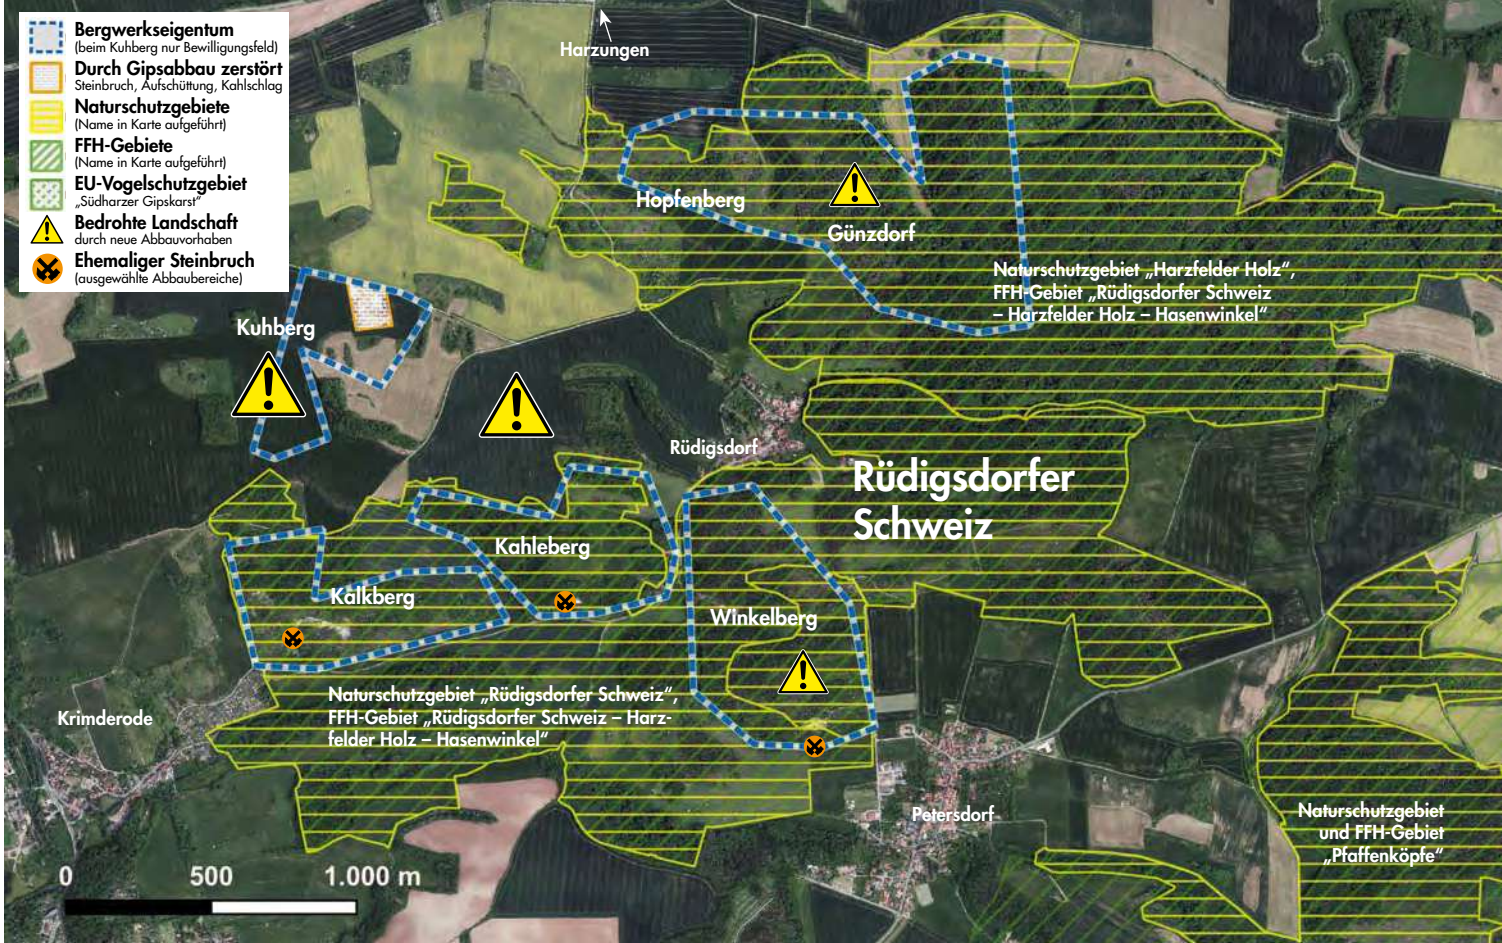 Bergwerkseigentum
(beim Kuhberg nur Bewilligungsfeld)
Durch Gipsabbau zerstört
Steinbruch, Aufschüttung, Kahlschlag
Naturschutzgebiete
(Name in Karte aufgeführt)
FFH-Gebiete
(Name in Karte aufgeführt)
EU-Vogelschutzgebiet
„Südharzer Gipskarst“
Bedrohte Landschaft
durch neue Abbauvorhaben
Ehemaliger Steinbruch
(ausgewählte Abbaubereiche)
Harzungen
Hopfenberg
Günzdorf
Naturschutzgebiet „Harzfelder Holz“,
FFH-Gebiet „Rüdigsdorfer Schweiz
– Harzfelder Holz – Hasenwinkel“
Kuhberg
Rüdigsdorf
Rüdigsdorfer
Schweiz
Kahleberg
Kalkberg
Winkelberg
Naturschutzgebiet „Rüdigsdorfer Schweiz“,
FFH-Gebiet „Rüdigsdorfer Schweiz – Harz-
felder Holz – Hasenwinkel“
Krimderode
Petersdorf
Naturschutzgebiet
und FFH-Gebiet
„Pfaffenköpfe“
0 500 1.000 m